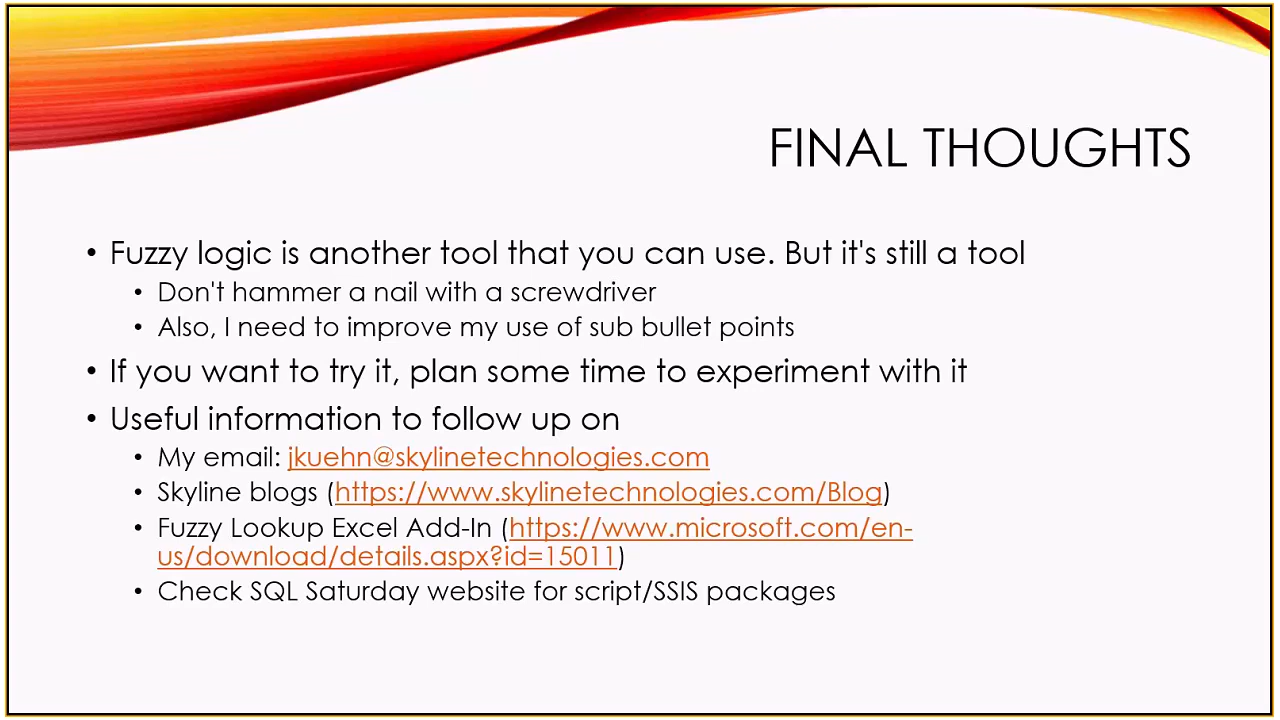 FINAL THOUGHTS
• Fuzzy logic is another tool that you can use. But it's still a tool
• Don't hammer a nail with a screwdriver
• Also, I need to improve my use of sub bullet points
• If you want to try it, plan some time to experiment with it
• Useful information to follow up on
• My email: jkuehn@skylinetechnologies.com
• Skyline blogs (https://www.skylinetechnologies.com/Blog)
• Fuzzy Lookup Excel Add-In (https://www.microsoft.com/en-
us/download/details.aspx?id=15011)
• Check SQL Saturday website for script/SSIS packages